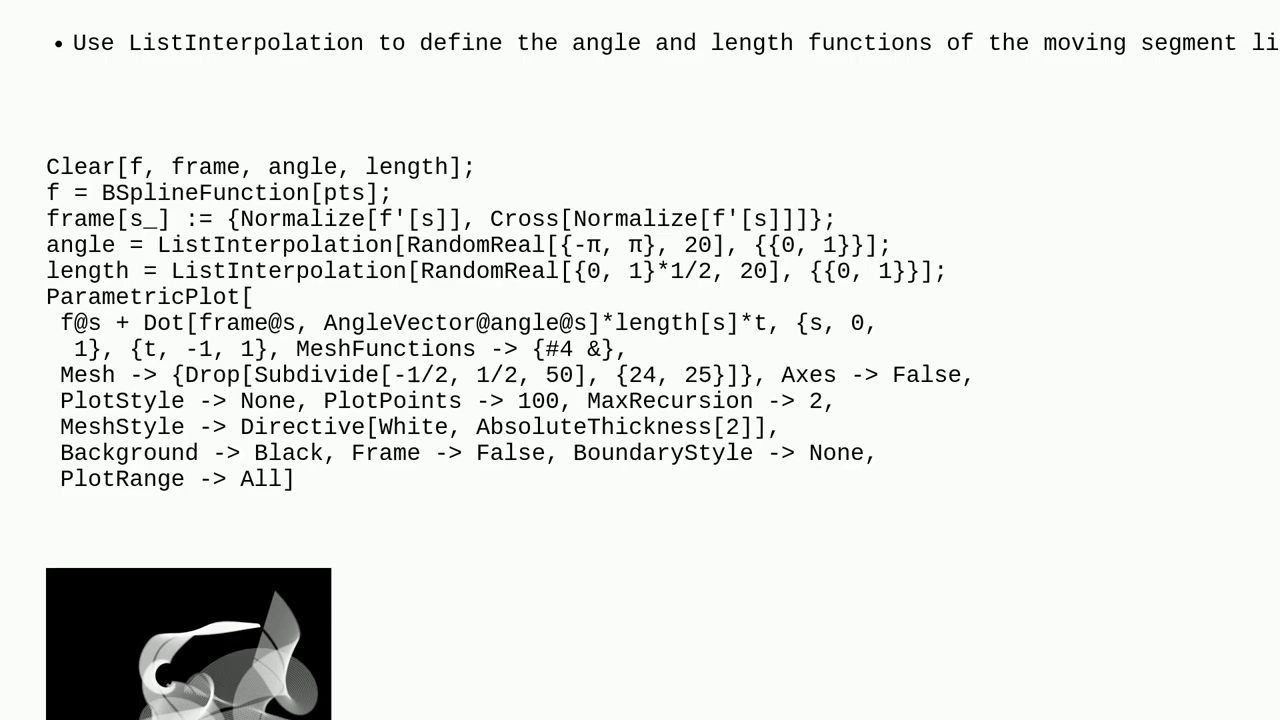 • Use ListInterpolation to define the angle and length functions of the moving segment
Clear[f, frame, angle, length];
f = BSplineFunction[pts];
frame[s_] := {Normalize[f'[s]], Cross[Normalize[f'[s]]]};
angle = ListInterpolation[RandomReal[{-π, π}, 20], {{0, 1}}];
length = ListInterpolation[RandomReal[{0, 1}*1/2, 20], {{0, 1}}];
ParametricPlot[
f@s + Dot[frame@s, AngleVector@angle@s]*length[s]*t, {s, 0,
1}, {t, -1, 1}, MeshFunctions -> {#4 &},
Mesh -> {Drop[Subdivide[-1/2, 1/2, 50], {24, 25}]}, Axes -> False,
PlotStyle -> None, PlotPoints -> 100, MaxRecursion -> 2,
MeshStyle -> Directive[White, AbsoluteThickness[2]],
Background -> Black, Frame -> False, BoundaryStyle -> None,
PlotRange -> All]